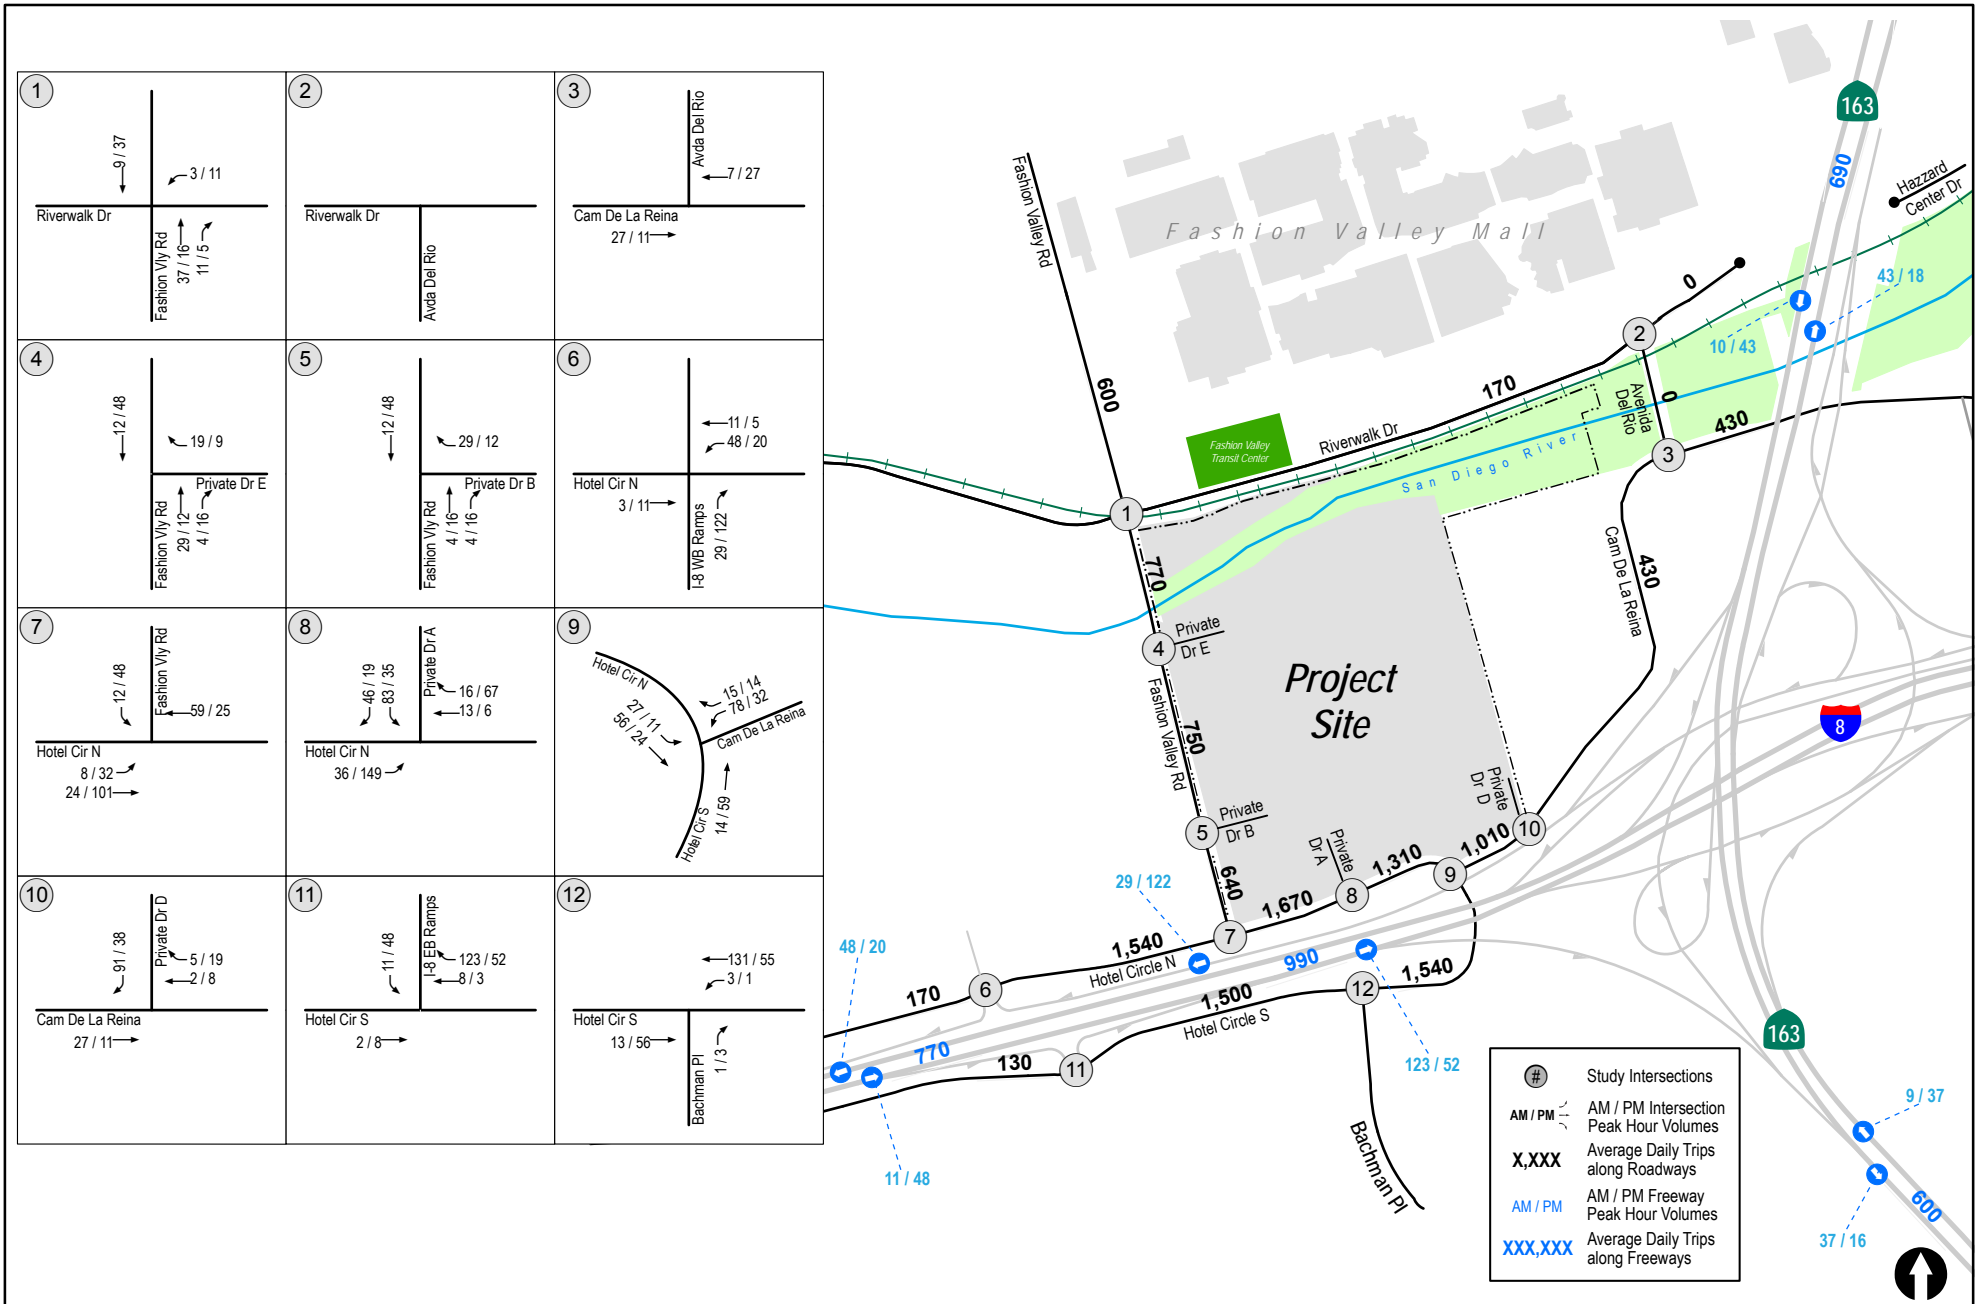 1
9 / 37
3 / 11
Riverwalk Dr
Fashion Vly Rd
37 / 16
11 / 5
2
Riverwalk Dr
Avda Del Rio
3
Avda Del Rio
7 / 27
Cam De La Reina
27 / 11
4
12 / 48
19 / 9
Private Dr E
Fashion Vly Rd
29 / 12
4 / 16
5
12 / 48
29 / 12
Private Dr B
Fashion Vly Rd
4 / 16
4 / 16
6
11 / 5
48 / 20
Hotel Cir N
3 / 11
I-8 WB Ramps
29 / 122
7
12 / 48
Fashion Vly Rd
59 / 25
Hotel Cir N
8 / 32
24 / 101
8
46 / 19
83 / 35
Private Dr A
16 / 67
13 / 6
Hotel Cir N
36 / 149
9
Hotel Cir N
15 / 14
78 / 32
27 / 11
56 / 24
Cam De La Reina
Hotel Cir S
14 / 59
10
91 / 38
Private Dr D
5 / 19
2 / 8
Cam De La Reina
27 / 11
11
11 / 48
I-8 EB Ramps
123 / 52
8 / 3
Hotel Cir S
2 / 8
12
131 / 55
3 / 1
Hotel Cir S
13 / 56
Bachman Pl
1 / 3
163
690
Hazzard
Center Dr
Fashion Valley Rd
Fashion Valley Mall
43 / 18
10 / 43
0
2
600
170
Avenida
Del Rio
0
430
Riverwalk Dr
Fashion Valley
Transit Center
San Diego River
3
1
770
430
Cam De La Reina
Private
Dr E
4
Project
Site
Fashion Valley Rd
750
8
Private
Dr D
Private
Dr B
5
Private
Dr A
10
1,010
1,310
9
640
8
29 / 122
1,670
7
1,540
Hotel Circle N
48 / 20
990
1,540
170
6
12
1,500
Hotel Circle S
163
770
130
11
123 / 52
11 / 48
Bachman Pl
9 / 37
600
37 / 16
# Study Intersections
AM / PM AM / PM Intersection
Peak Hour Volumes
X,XXX Average Daily Trips
along Roadways
AM / PM AM / PM Freeway
Peak Hour Volumes
XXX,XXX Average Daily Trips
along Freeways